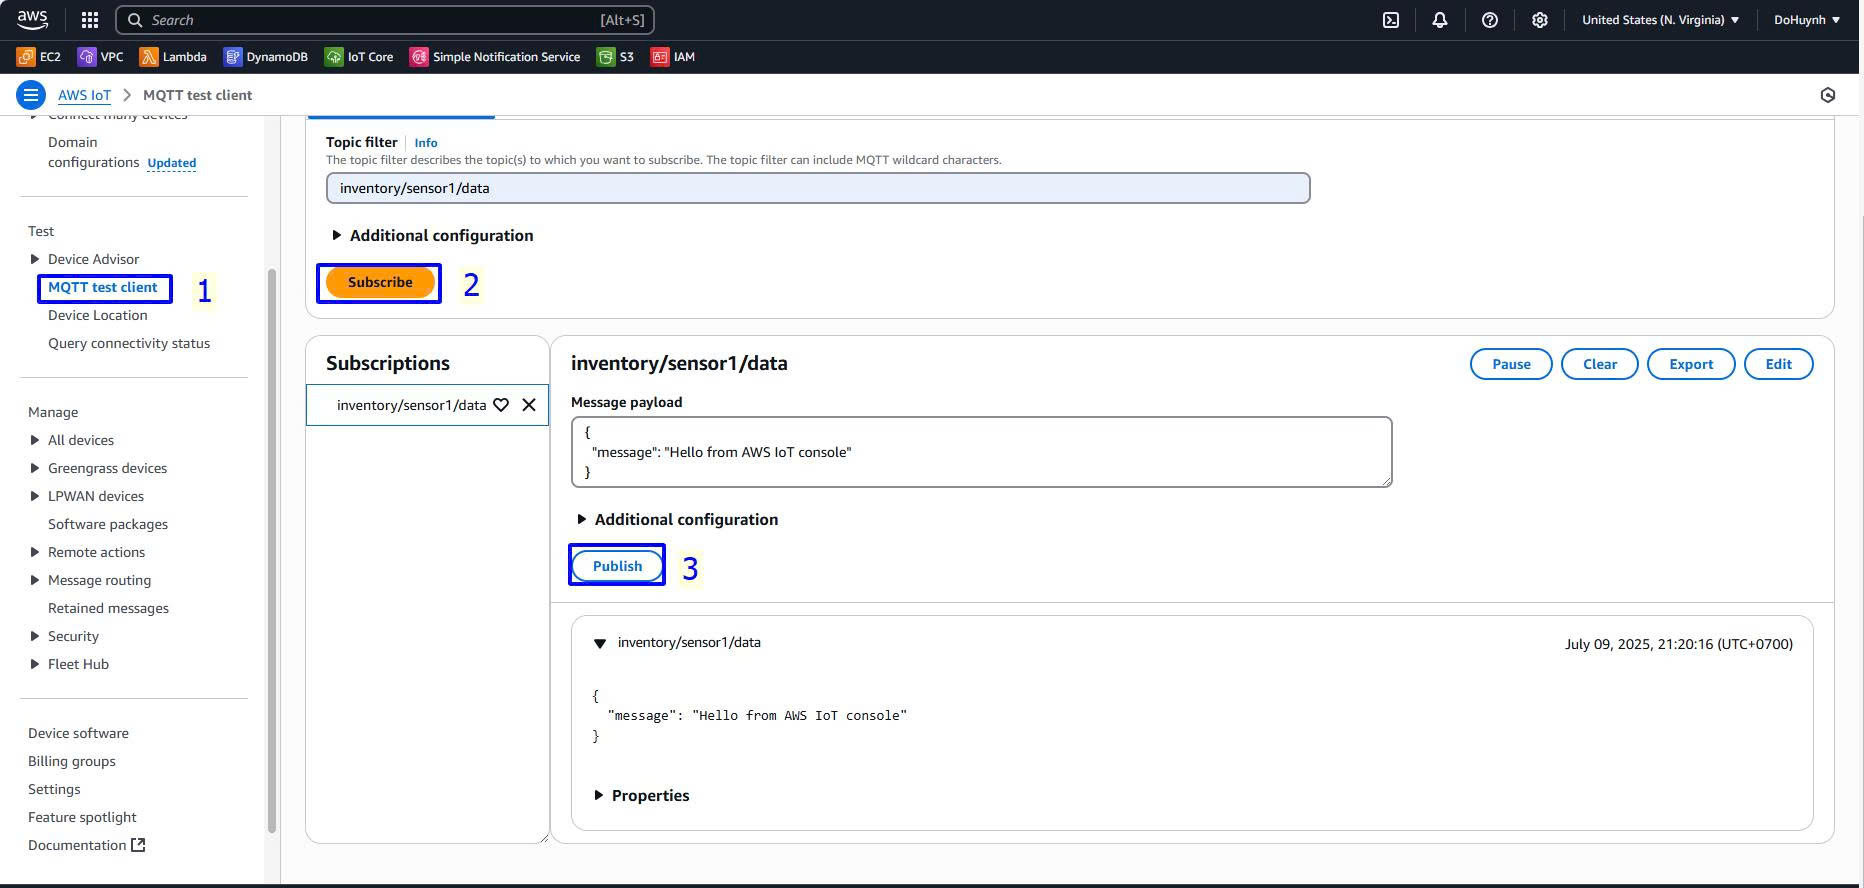 aws
Search [Alt+S]
United States (N. Virginia)
DoHuynh
EC2 VPC Lambda DynamoDB IoT Core Simple Notification Service S3 IAM
AWS IoT > MQTT test client
Connect many devices
Domain
configurations Updated
Test
Device Advisor
MQTT test client 1
Device Location
Query connectivity status
Manage
All devices
Greengrass devices
LPWAN devices
Software packages
Remote actions
Message routing
Retained messages
Security
Fleet Hub
Device software
Billing groups
Settings
Feature spotlight
Documentation
Topic filter Info
The topic filter describes the topic(s) to which you want to subscribe. The topic filter can include MQTT wildcard characters.
inventory/sensor1/data
Additional configuration
Subscribe 2
Subscriptions
inventory/sensor1/data
inventory/sensor1/data
Pause Clear Export Edit
Message payload
{
"message": "Hello from AWS IoT console"
}
Additional configuration
Publish 3
inventory/sensor1/data July 09, 2025, 21:20:16 (UTC+0700)
{
"message": "Hello from AWS IoT console"
}
Properties